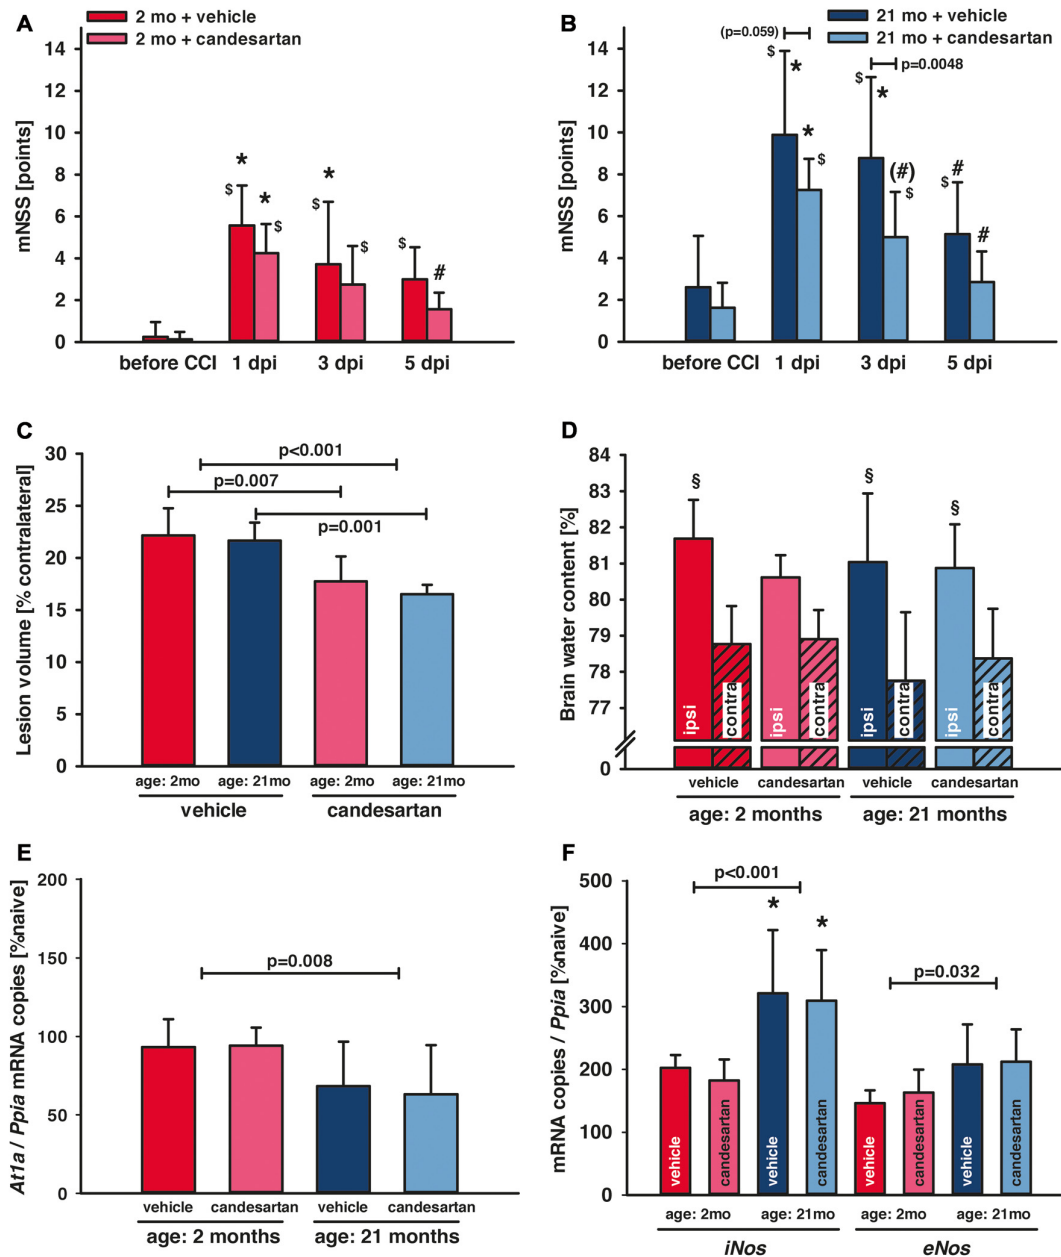 A
2 mo + vehicle
2 mo + candesartan
mNSS [points]
14
12
10
8
6
4
2
0
$ * * $
$ * $
$ #
before CCI 1 dpi 3 dpi 5 dpi
B
21 mo + vehicle
21 mo + candesartan
(p=0.059)
p=0.0048
mNSS [points]
14
12
10
8
6
4
2
0
$ * * $
$ * (#) $
$ # #
before CCI 1 dpi 3 dpi 5 dpi
C
Lesion volume [% contralateral]
30
25
20
15
10
5
0
p<0.001
p=0.007
p=0.001
age: 2mo age: 21mo age: 2mo age: 21mo
vehicle candesartan
D
Brain water content [%]
84
83
82
81
80
79
78
77
0
§ § §
ipsi contra ipsi contra ipsi contra ipsi contra
vehicle candesartan vehicle candesartan
age: 2 months age: 21 months
E
At1a / Ppia mRNA copies [%naive]
200
150
100
50
0
p=0.008
vehicle candesartan vehicle candesartan
age: 2 months age: 21 months
F
mRNA copies / Ppia [%naive]
500
400
300
200
100
0
p<0.001
* *
p=0.032
vehicle candesartan vehicle candesartan vehicle candesartan vehicle candesartan
age: 2mo age: 21mo age: 2mo age: 21mo
iNos eNos